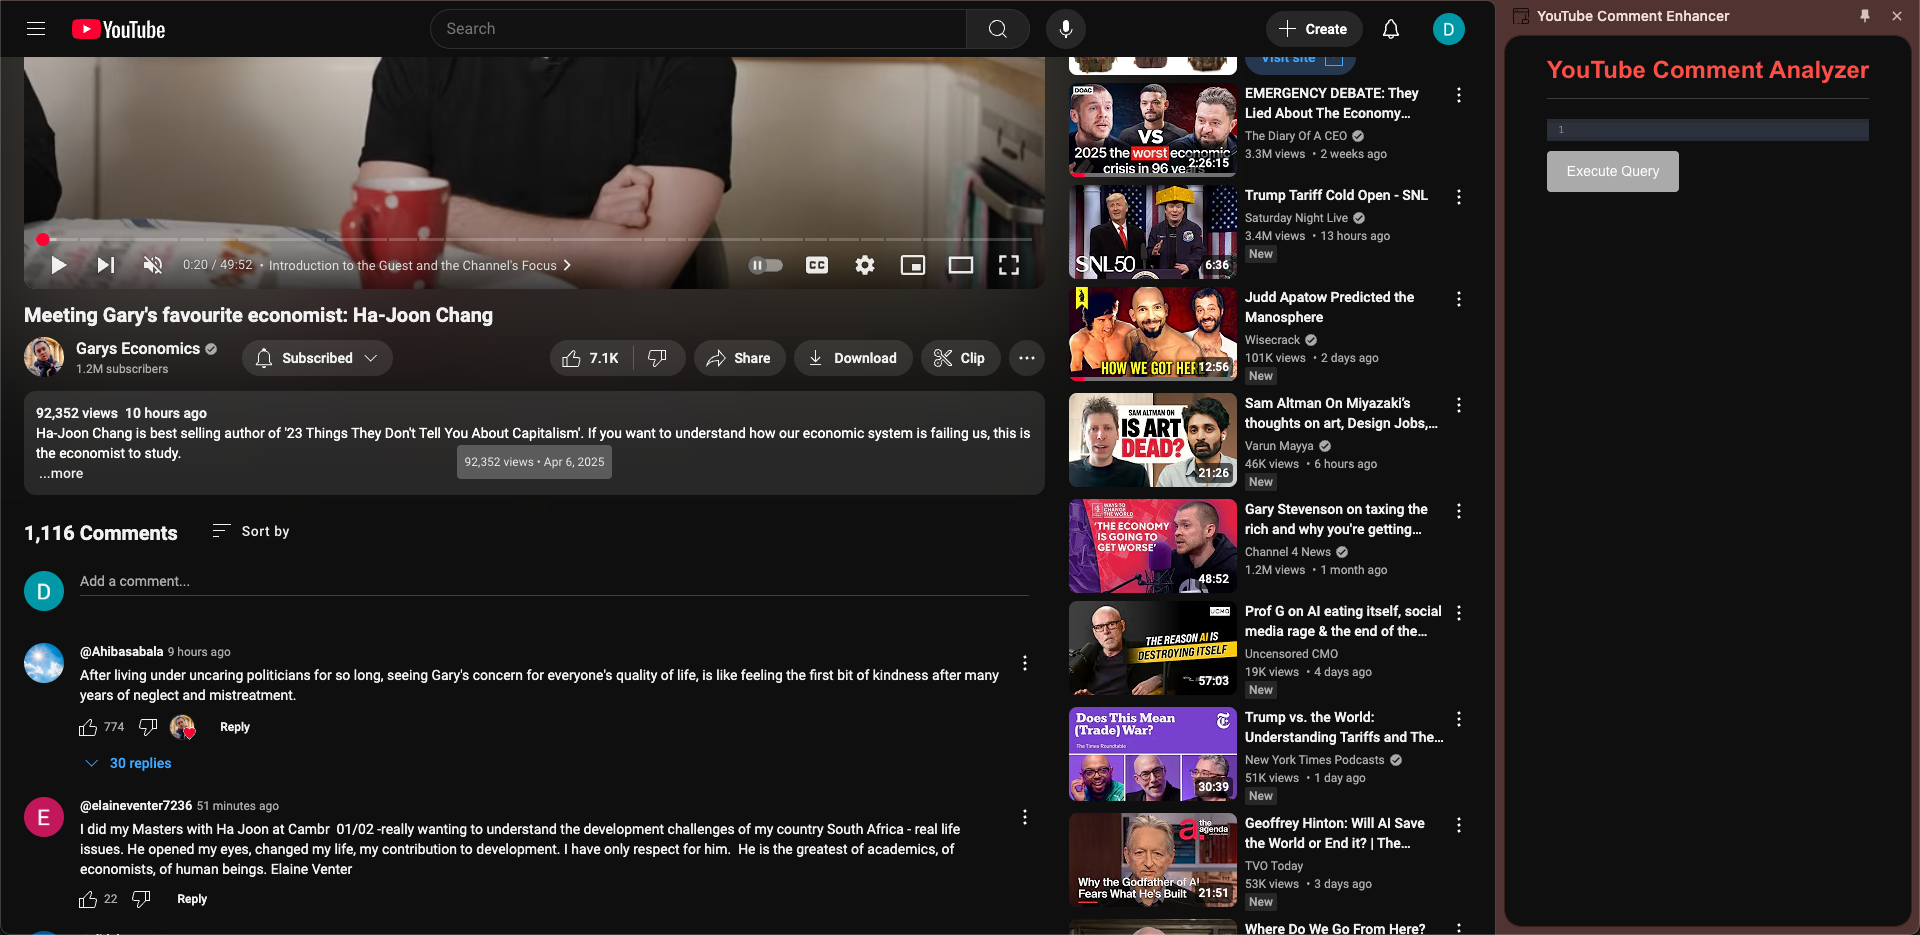 YouTube
Search
Create
D
0:20 / 49:52 • Introduction to the Guest and the Channel's Focus
CC
Meeting Gary's favourite economist: Ha-Joon Chang
Garys Economics
1.2M subscribers
Subscribed
7.1K
Share
Download
Clip
92,352 views 10 hours ago
Ha-Joon Chang is best selling author of '23 Things They Don't Tell You About Capitalism'. If you want to understand how our economic system is failing us, this is
the economist to study.
...more
92,352 views • Apr 6, 2025
1,116 Comments
Sort by
D
Add a comment...
@Ahibasabala 9 hours ago
After living under uncaring politicians for so long, seeing Gary's concern for everyone's quality of life, is like feeling the first bit of kindness after many
years of neglect and mistreatment.
774
Reply
30 replies
E
@elaineventer7236 51 minutes ago
I did my Masters with Ha Joon at Cambr 01/02 -really wanting to understand the development challenges of my country South Africa - real life
issues. He opened my eyes, changed my life, my contribution to development. I have only respect for him. He is the greatest of academics, of
economists, of human beings. Elaine Venter
22
Reply
Visit site
DOAC
VS
2025 the worst economic
crisis in 96 years
2:26:15
EMERGENCY DEBATE: They
Lied About The Economy...
The Diary Of A CEO
3.3M views • 2 weeks ago
SNL50
6:36
Trump Tariff Cold Open - SNL
Saturday Night Live
3.4M views • 13 hours ago
New
HOW WE GOT HERE
12:56
Judd Apatow Predicted the
Manosphere
Wisecrack
101K views • 2 days ago
New
SAM ALTMAN ON
IS ART
DEAD?
21:26
Sam Altman On Miyazaki's
thoughts on art, Design Jobs,...
Varun Mayya
46K views • 6 hours ago
New
WAYS TO
CHANGE
THE WORLD
'THE ECONOMY
IS GOING TO
GET WORSE'
48:52
Gary Stevenson on taxing the
rich and why you're getting...
Channel 4 News
1.2M views • 1 month ago
UCMO
THE REASON AI IS
DESTROYING ITSELF
57:03
Prof G on AI eating itself, social
media rage & the end of the...
Uncensored CMO
19K views • 4 days ago
New
Does This Mean
(Trade) War?
The Times Roundtable
30:39
Trump vs. the World:
Understanding Tariffs and The...
New York Times Podcasts
51K views • 1 day ago
New
the
agenda
Why the Godfather of AI
Fears What He's Built
21:51
Geoffrey Hinton: Will AI Save
the World or End it? | The...
TVO Today
53K views • 3 days ago
New
Where Do We Go From Here?
YouTube Comment Enhancer
YouTube Comment Analyzer
1
Execute Query